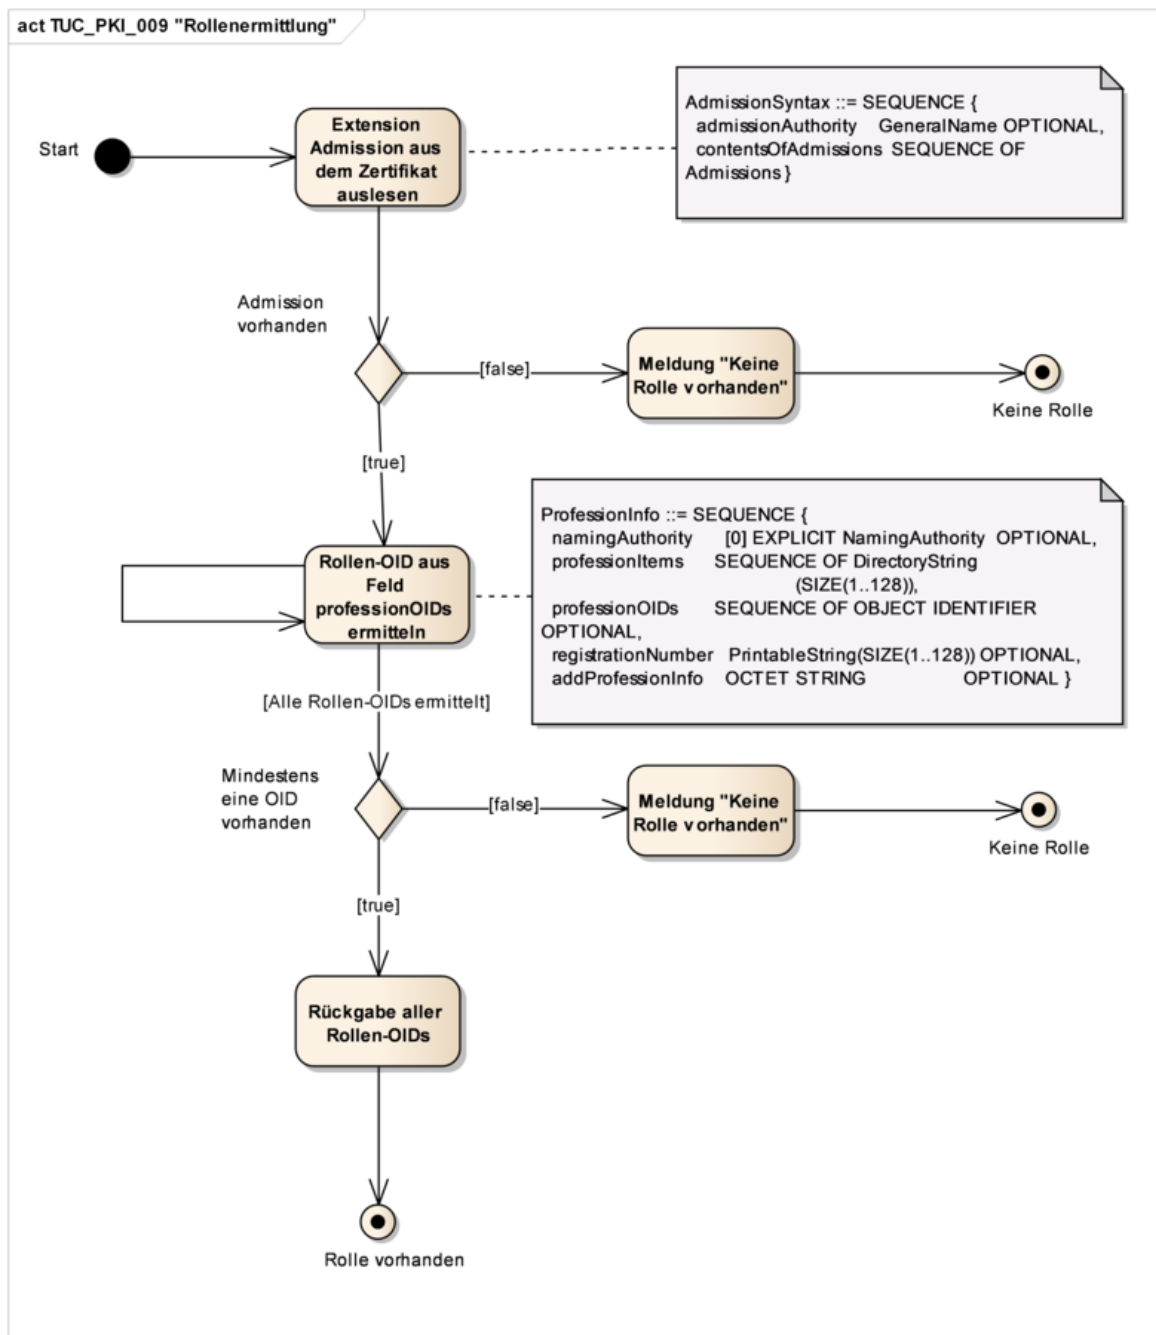 act TUC_PKI_009 "Rollenermittlung"
Start
Extension
Admission aus
dem Zertifikat
auslesen
AdmissionSyntax ::= SEQUENCE {
admissionAuthority GeneralName OPTIONAL,
contentsOfAdmissions SEQUENCE OF
Admissions }
Admission
vorhanden
[false]
Meldung "Keine
Rolle vorhanden"
Keine Rolle
[true]
Rollen-OID aus
Feld
professionOIDs
ermitteln
ProfessionInfo ::= SEQUENCE {
namingAuthority [0] EXPLICIT NamingAuthority OPTIONAL,
professionItems SEQUENCE OF DirectoryString
(SIZE(1..128)),
professionOIDs SEQUENCE OF OBJECT IDENTIFIER
OPTIONAL,
registrationNumber PrintableString(SIZE(1..128)) OPTIONAL,
addProfessionInfo OCTET STRING OPTIONAL }
[Alle Rollen-OIDs ermittelt]
Mindestens
eine OID
vorhanden
[false]
Meldung "Keine
Rolle vorhanden"
Keine Rolle
[true]
Rückgabe aller
Rollen-OIDs
Rolle vorhanden